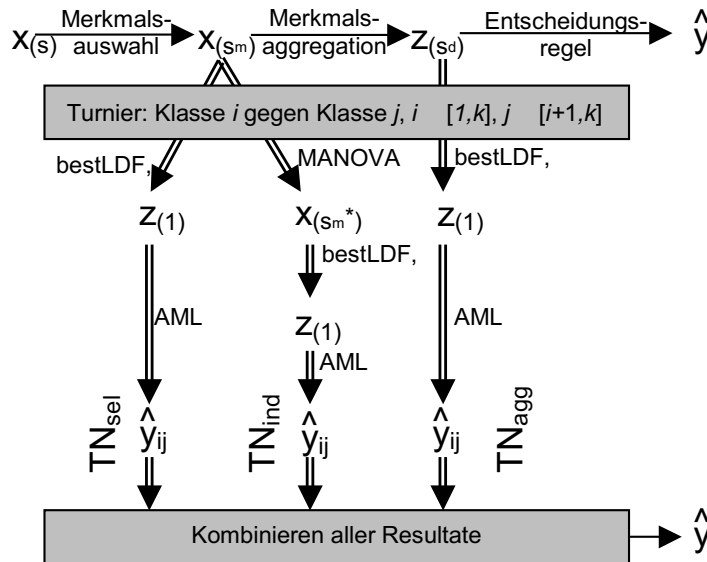 Merkmals- Merkmals- Entscheidungs-
x(s) auswahl x(sm) aggregation z(sd) regel ŷ
Turnier: Klasse i gegen Klasse j, i [1,k], j [i+1,k]
bestLDF, MANOVA bestLDF,
z(1) x(sm*) z(1)
bestLDF,
AML z(1) AML
AML
TNsel ŷij TNind ŷij ŷij TNagg
Kombinieren aller Resultate ŷ